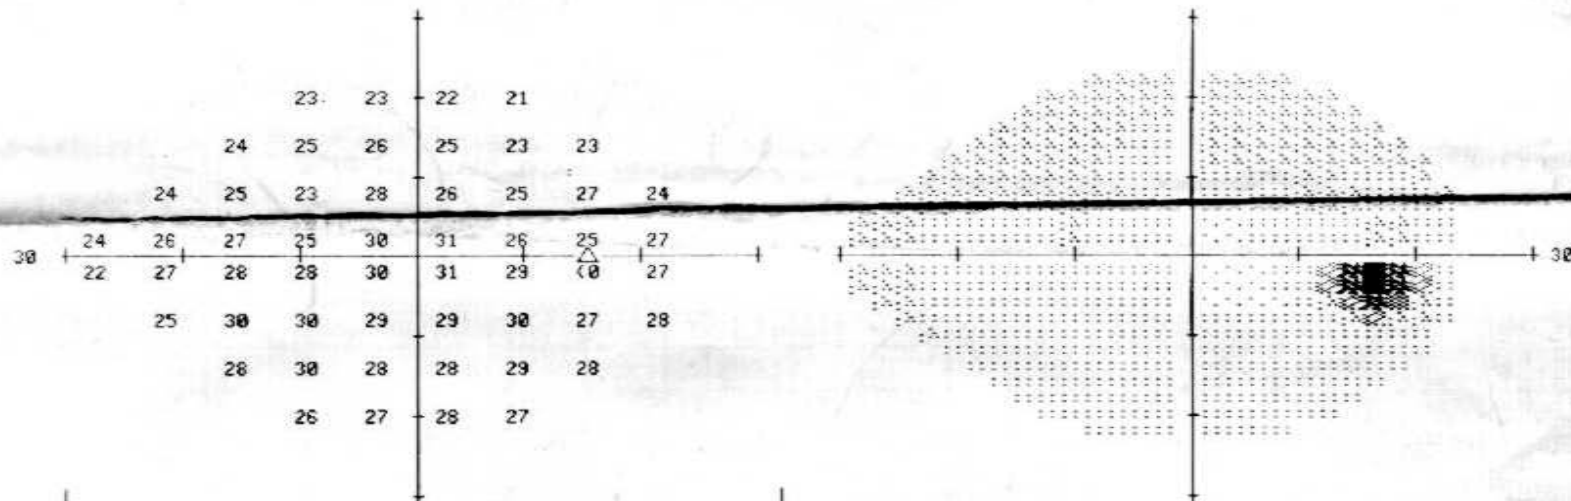 23 23 22 21
24 25 26 25 23 23
24 25 23 28 26 25 27 24
24 26 27 25 30 31 26 25 27
30 30
22 27 28 28 30 31 29 <0 27
25 30 30 29 29 30 27 28
28 30 28 28 29 28
26 27 28 27